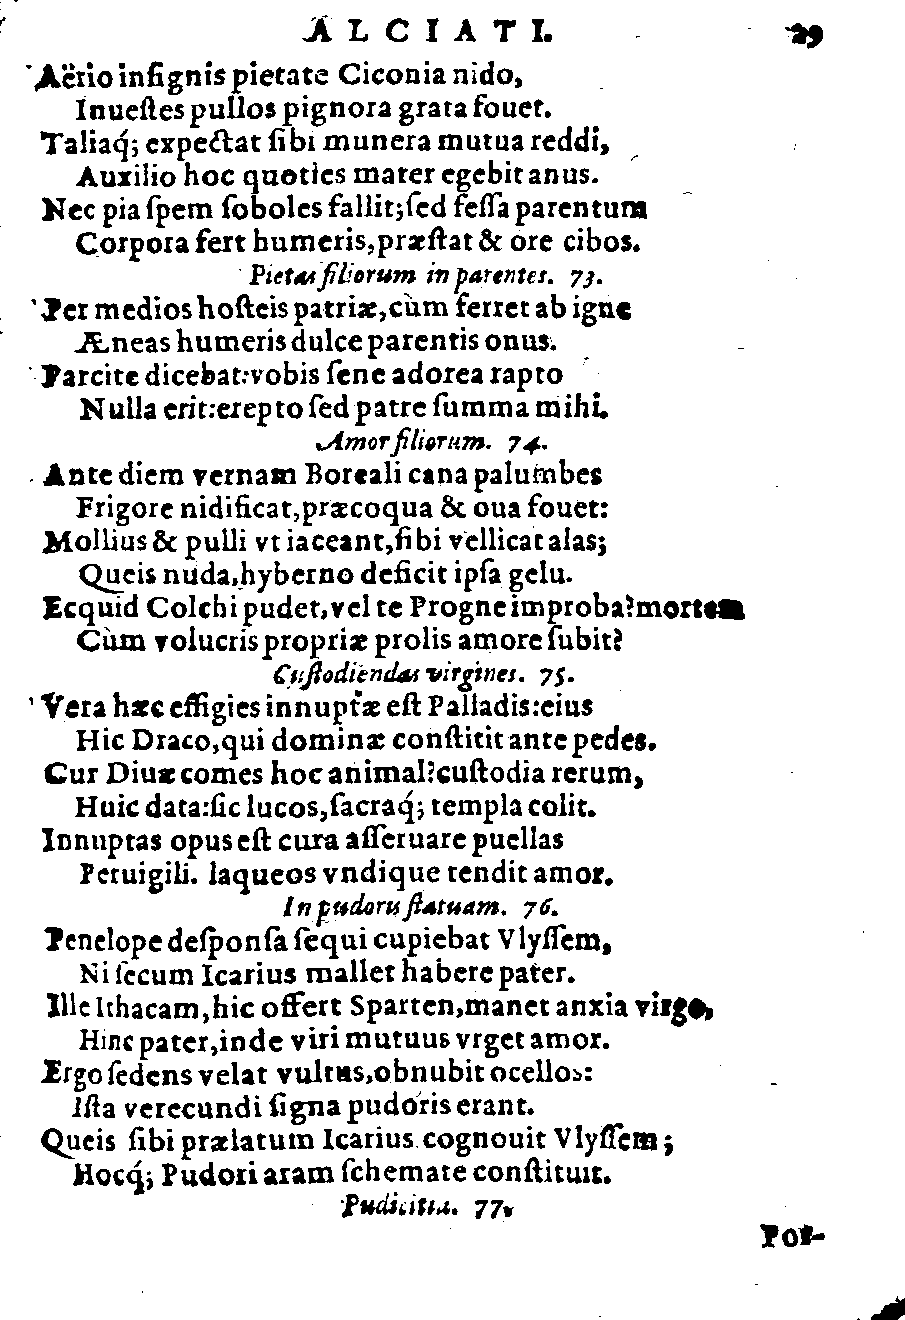 ALCIATI. 29
Aërio inſignis pietate Ciconia nido,
Inueſtes pullos pignora grata fouet.
Taliaq́; expectat ſibi munera mutua reddi,
Auxilio hoc quoties mater egebit anus.
Nec pia ſpem ſoboles fallit; ſed feſſa parentum
Corpora fert humeris, præſtat & ore cibos.
Pietas filiorum in parentes. 73.
Per medios hoſteis patriæ, cùm ferret ab igne
Æneas humeris dulce parentis onus.
Parcite dicebat: vobis ſene adorea rapto
Nulla erit: erepto ſed patre ſumma mihi.
Amor filiorum. 74.
Ante diem vernam Boreali cana palumbes
Frigore nidificat, præcoqua & oua fouet:
Mollius & pulli vt iaceant, ſibi vellicat alas;
Queis nuda, hyberno deficit ipſa gelu.
Ecquid Colchi pudet, vel te Progne improba? mortem
Cùm volucris propriæ prolis amore ſubit?
Cuſtodiendas virgines. 75.
Vera hæc effigies innuptæ eſt Palladis: eius
Hic Draco, qui dominæ conſtitit ante pedes.
Cur Diuæ comes hoc animal? cuſtodia rerum,
Huic data: ſic lucos, ſacraq́; templa colit.
Innuptas opus eſt cura aſſeruare puellas
Peruigili. laqueos vndique tendit amor.
In pudoris ſtatuam. 76.
Penelope deſponſa ſequi cupiebat Vlyſſem,
Ni ſecum Icarius mallet habere pater.
Ille Ithacam, hic offert Sparten, manet anxia virgo,
Hinc pater, inde viri mutuus vrget amor.
Ergo ſedens velat vultus, obnubit ocellos:
Iſta verecundi ſigna pudoris erant.
Queis ſibi prælatum Icarius cognouit Vlyſſem;
Hocq́; Pudori aram ſchemate conſtituit.
Pudicitia. 77.
Por-